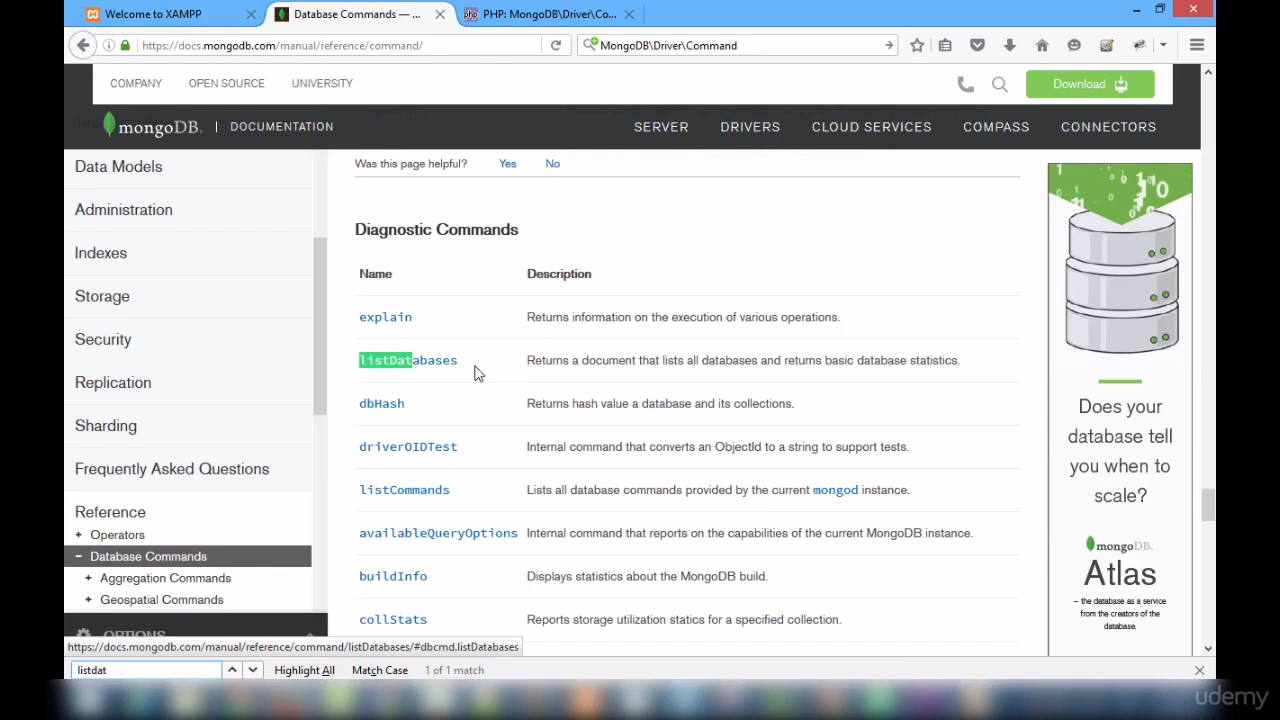 Welcome to XAMPP
Database Commands — ...
PHP: MongoDB\Driver\Co...
https://docs.mongodb.com/manual/reference/command/
MongoDB\Driver\Command
COMPANY OPEN SOURCE UNIVERSITY
Download
mongoDB. DOCUMENTATION
SERVER DRIVERS CLOUD SERVICES COMPASS CONNECTORS
Data Models
Administration
Indexes
Storage
Security
Replication
Sharding
Frequently Asked Questions
Reference
+ Operators
− Database Commands
+ Aggregation Commands
+ Geospatial Commands
OPTIONS
Was this page helpful? Yes No
Diagnostic Commands
Name Description
explain Returns information on the execution of various operations.
listDatabases Returns a document that lists all databases and returns basic database statistics.
dbHash Returns hash value a database and its collections.
driverOIDTest Internal command that converts an ObjectId to a string to support tests.
listCommands Lists all database commands provided by the current mongod instance.
availableQueryOptions Internal command that reports on the capabilities of the current MongoDB instance.
buildInfo Displays statistics about the MongoDB build.
collStats Reports storage utilization statics for a specified collection.
Does your
database tell
you when to
scale?
mongoDB.
Atlas
– the database as a service
from the creators of the
database.
https://docs.mongodb.com/manual/reference/command/listDatabases/#dbcmd.listDatabases
listdat Highlight All Match Case 1 of 1 match
udemy